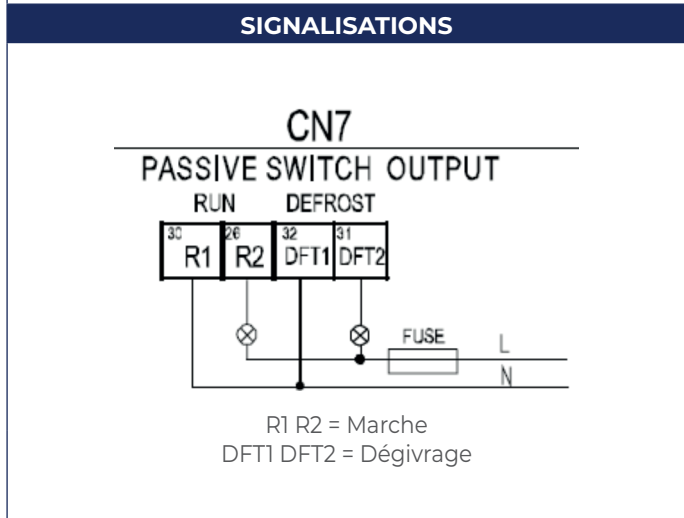 SIGNALISATIONS
CN7
PASSIVE SWITCH OUTPUT
RUN DEFROST
30 26 32 31
R1 R2 DFT1 DFT2
FUSE
L
N
R1 R2 = Marche
DFT1 DFT2 = Dégivrage